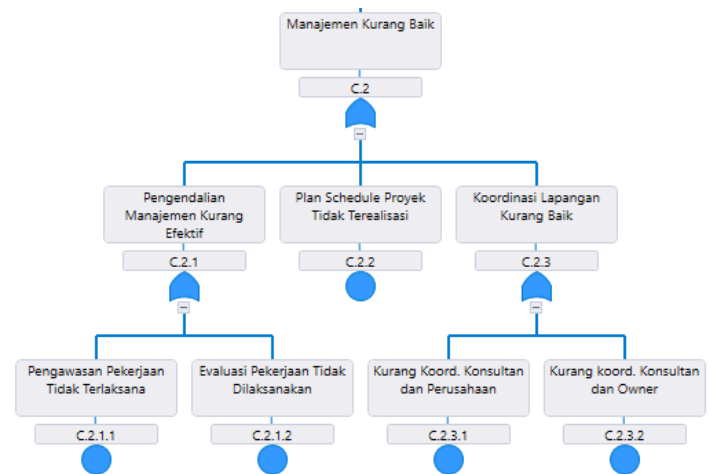 Manajemen Kurang Baik
C.2
Pengendalian
Manajemen Kurang
Efektif
C.2.1
Plan Schedule Proyek
Tidak Terealisasi
C.2.2
Koordinasi Lapangan
Kurang Baik
C.2.3
Pengawasan Pekerjaan
Tidak Terlaksana
C.2.1.1
Evaluasi Pekerjaan Tidak
Dilaksanakan
C.2.1.2
Kurang Koord. Konsultan
dan Perusahaan
C.2.3.1
Kurang koord. Konsultan
dan Owner
C.2.3.2